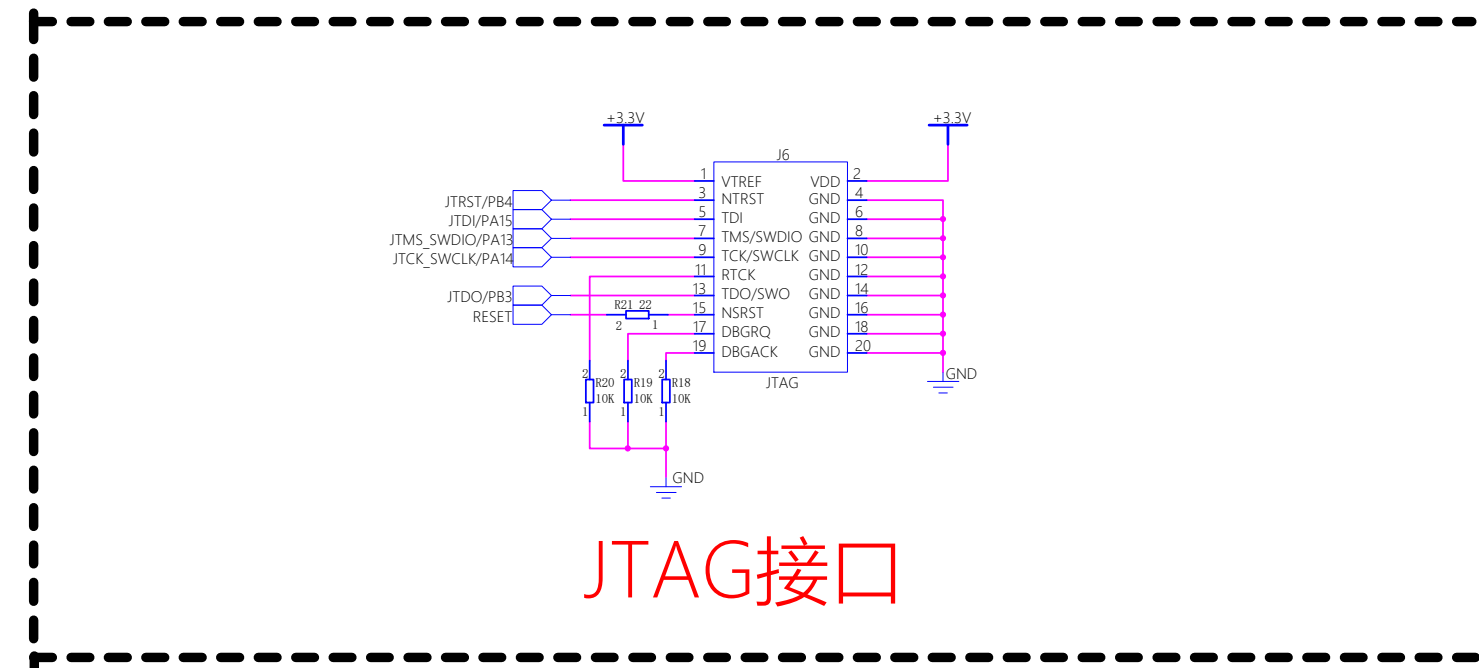 +3.3V +3.3V
J6
1 VTREF VDD 2
JTRST/PB4 3 NTRST GND 4
JTDI/PA15 5 TDI GND 6
JTMS_SWDIO/PA13 7 TMS/SWDIO GND 8
JTCK_SWCLK/PA14 9 TCK/SWCLK GND 10
11 RTCK GND 12
JTDO/PB3 13 TDO/SWO GND 14
RESET R21 22 15 NSRST GND 16
2 1 17 DBGRQ GND 18
19 DBGACK GND 20
JTAG GND
2 R20 2 R19 2 R18
10K 10K 10K
1 1 1
GND
JTAG接口